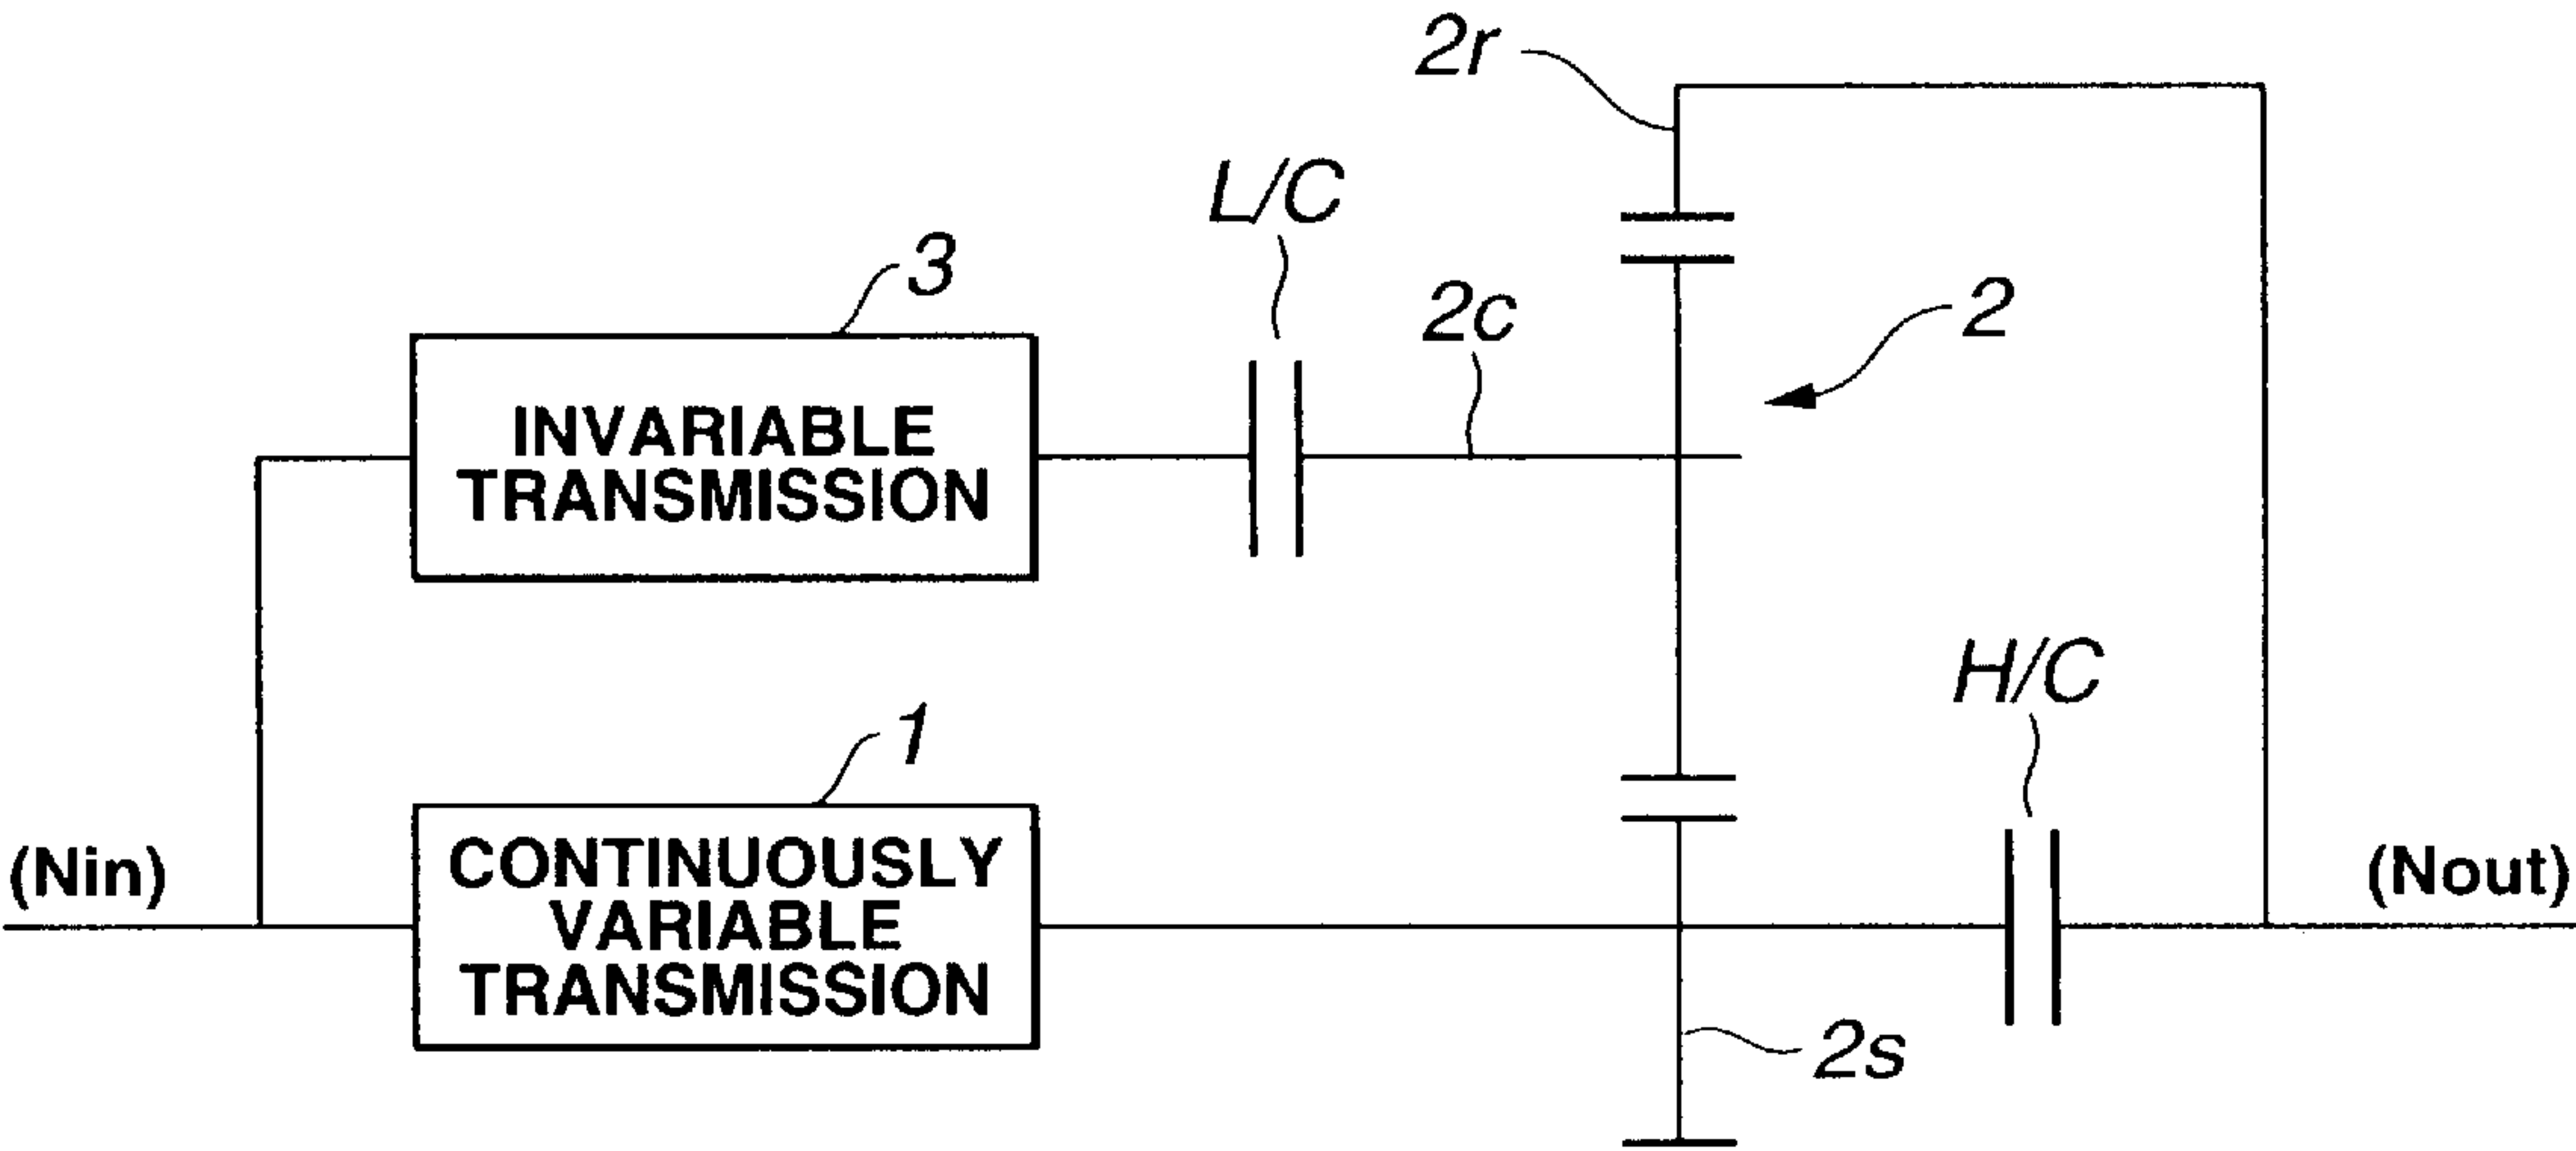 2r
L/C
3
2c
2
INVARIABLE
TRANSMISSION
H/C
1
(Nin)
CONTINUOUSLY
VARIABLE
TRANSMISSION
(Nout)
2s